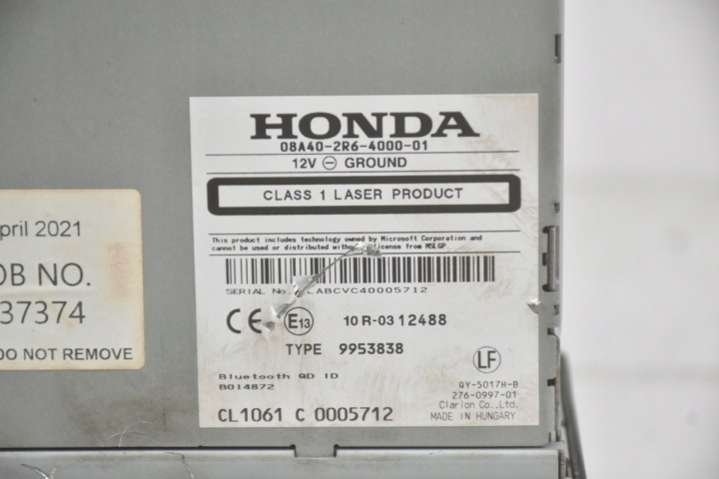 HONDA
08A40-2R6-4000-01
12V ⊖ GROUND
CLASS 1 LASER PRODUCT
This product includes technology owned by Microsoft Corporation and
cannot be used or distributed without license from MSLGP.
SERIAL No. ABCVC40005712
CE E13 10 R-03 12488
TYPE 9953838
LF
Bluetooth QD ID
B014872
QY-5017H-B
276-0997-01
Clarion Co.,Ltd.
MADE IN HUNGARY
CL1061 C 0005712
pril 2021
OB NO.
37374
DO NOT REMOVE